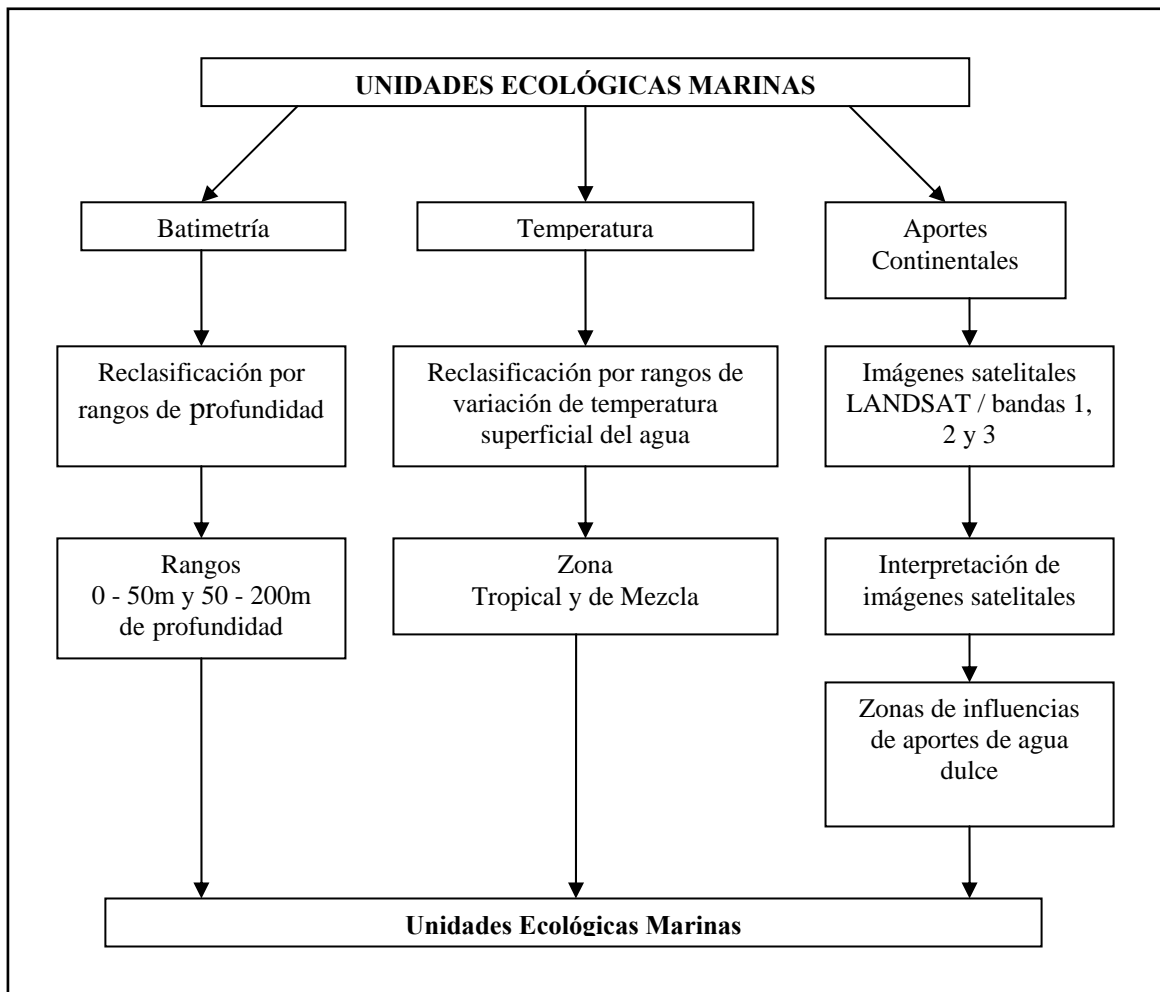 UNIDADES ECOLÓGICAS MARINAS
Batimetría
Temperatura
Aportes
Continentales
Reclasificación por
rangos de profundidad
Reclasificación por rangos de
variación de temperatura
superficial del agua
Imágenes satelitales
LANDSAT / bandas 1,
2 y 3
Rangos
0 - 50m y 50 - 200m
de profundidad
Zona
Tropical y de Mezcla
Interpretación de
imágenes satelitales
Zonas de influencias
de aportes de agua
dulce
Unidades Ecológicas Marinas